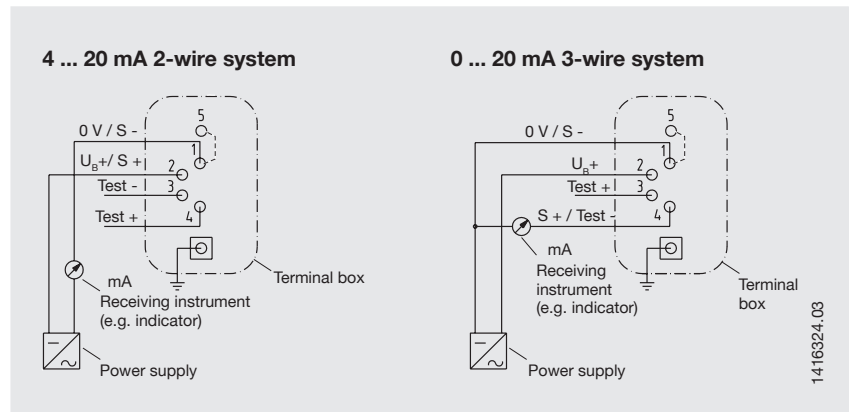 4 ... 20 mA 2-wire system
5
0 V / S -
1
UB+/ S +
2
Test -
3
Test +
4
mA
Receiving instrument
(e.g. indicator)
Terminal box
Power supply
0 ... 20 mA 3-wire system
5
0 V / S -
1
UB+
2
Test +
3
S + / Test -
4
mA
Receiving
instrument
(e.g. indicator)
Terminal
box
Power supply
1416324.03